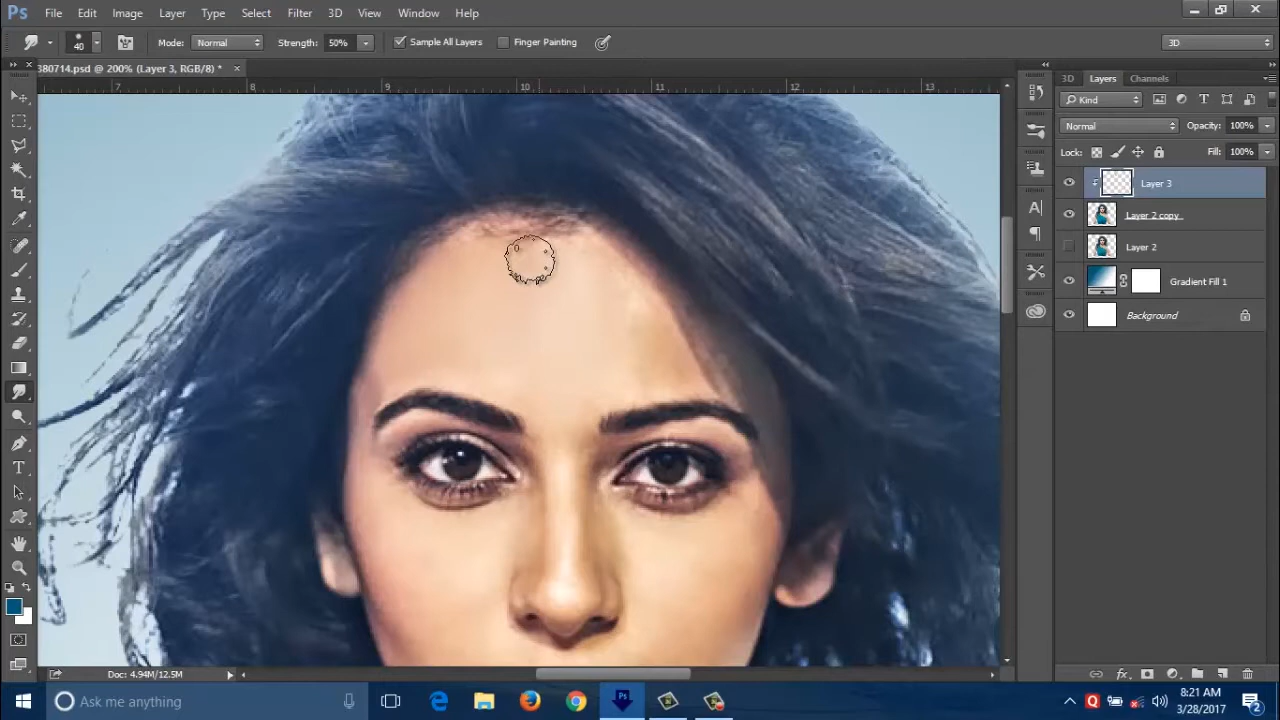 Ps File Edit Image Layer Type Select Filter 3D View Window Help
40 Mode: Normal Strength: 50% Sample All Layers Finger Painting 3D
380714.psd @ 200% (Layer 3, RGB/8) * ×
7 8 9 10 11 12 13
3D Layers Channels
Kind
Normal Opacity: 100%
Lock: Fill: 100%
Layer 3
Layer 2 copy
Layer 2
Gradient Fill 1
Background
Doc: 4.94M/12.5M
Ask me anything
8:21 AM
3/28/2017
2